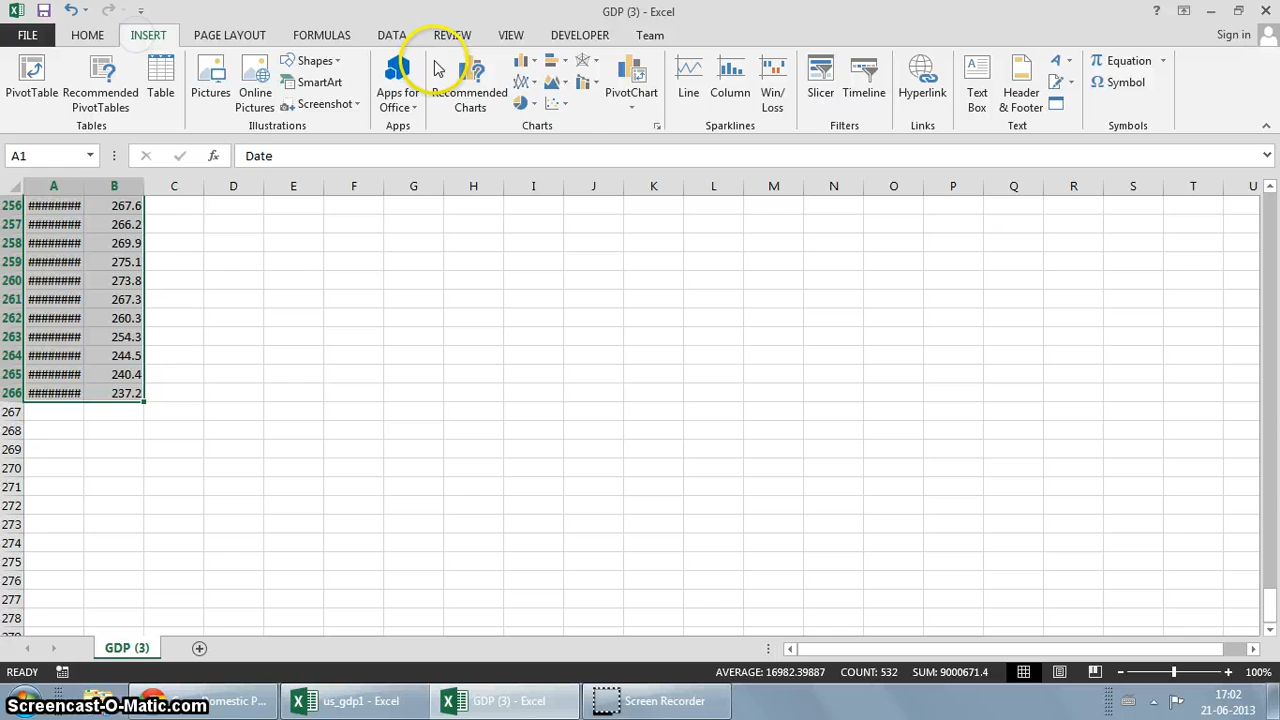 GDP (3) - Excel
FILE HOME INSERT PAGE LAYOUT FORMULAS DATA REVIEW VIEW DEVELOPER Team Sign in
PivotTable Recommended PivotTables Table Pictures Online Pictures Shapes SmartArt Screenshot Apps for Office Recommended Charts PivotChart Line Column Win/Loss Slicer Timeline Hyperlink Text Box Header & Footer Equation Symbol
Tables Illustrations Apps Charts Sparklines Filters Links Text Symbols
A1 fx Date
A B C D E F G H I J K L M N O P Q R S T U
256 ######## 267.6
257 ######## 266.2
258 ######## 269.9
259 ######## 275.1
260 ######## 273.8
261 ######## 267.3
262 ######## 260.3
263 ######## 254.3
264 ######## 244.5
265 ######## 240.4
266 ######## 237.2
267
268
269
270
271
272
273
274
275
276
277
278
GDP (3)
READY AVERAGE: 16982.39887 COUNT: 532 SUM: 9000671.4 100%
Domestic P... us_gdp1 - Excel GDP (3) - Excel Screen Recorder 17:02
Screencast-O-Matic.com 21-06-2013